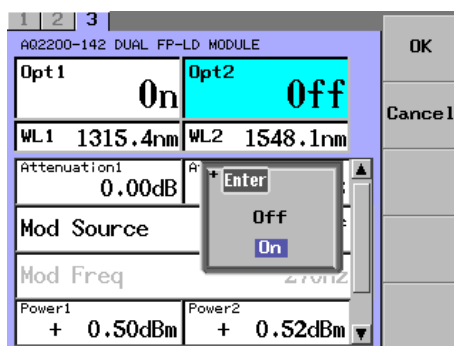 1 2 3
AQ2200-142 DUAL FP-LD MODULE
OK
Opt1 On
Opt2 Off
Cancel
WL1 1315.4nm WL2 1548.1nm
Attenuation1
0.00dB
Enter
Off
On
Mod Source
Mod Freq
Power1 + 0.50dBm
Power2 + 0.52dBm